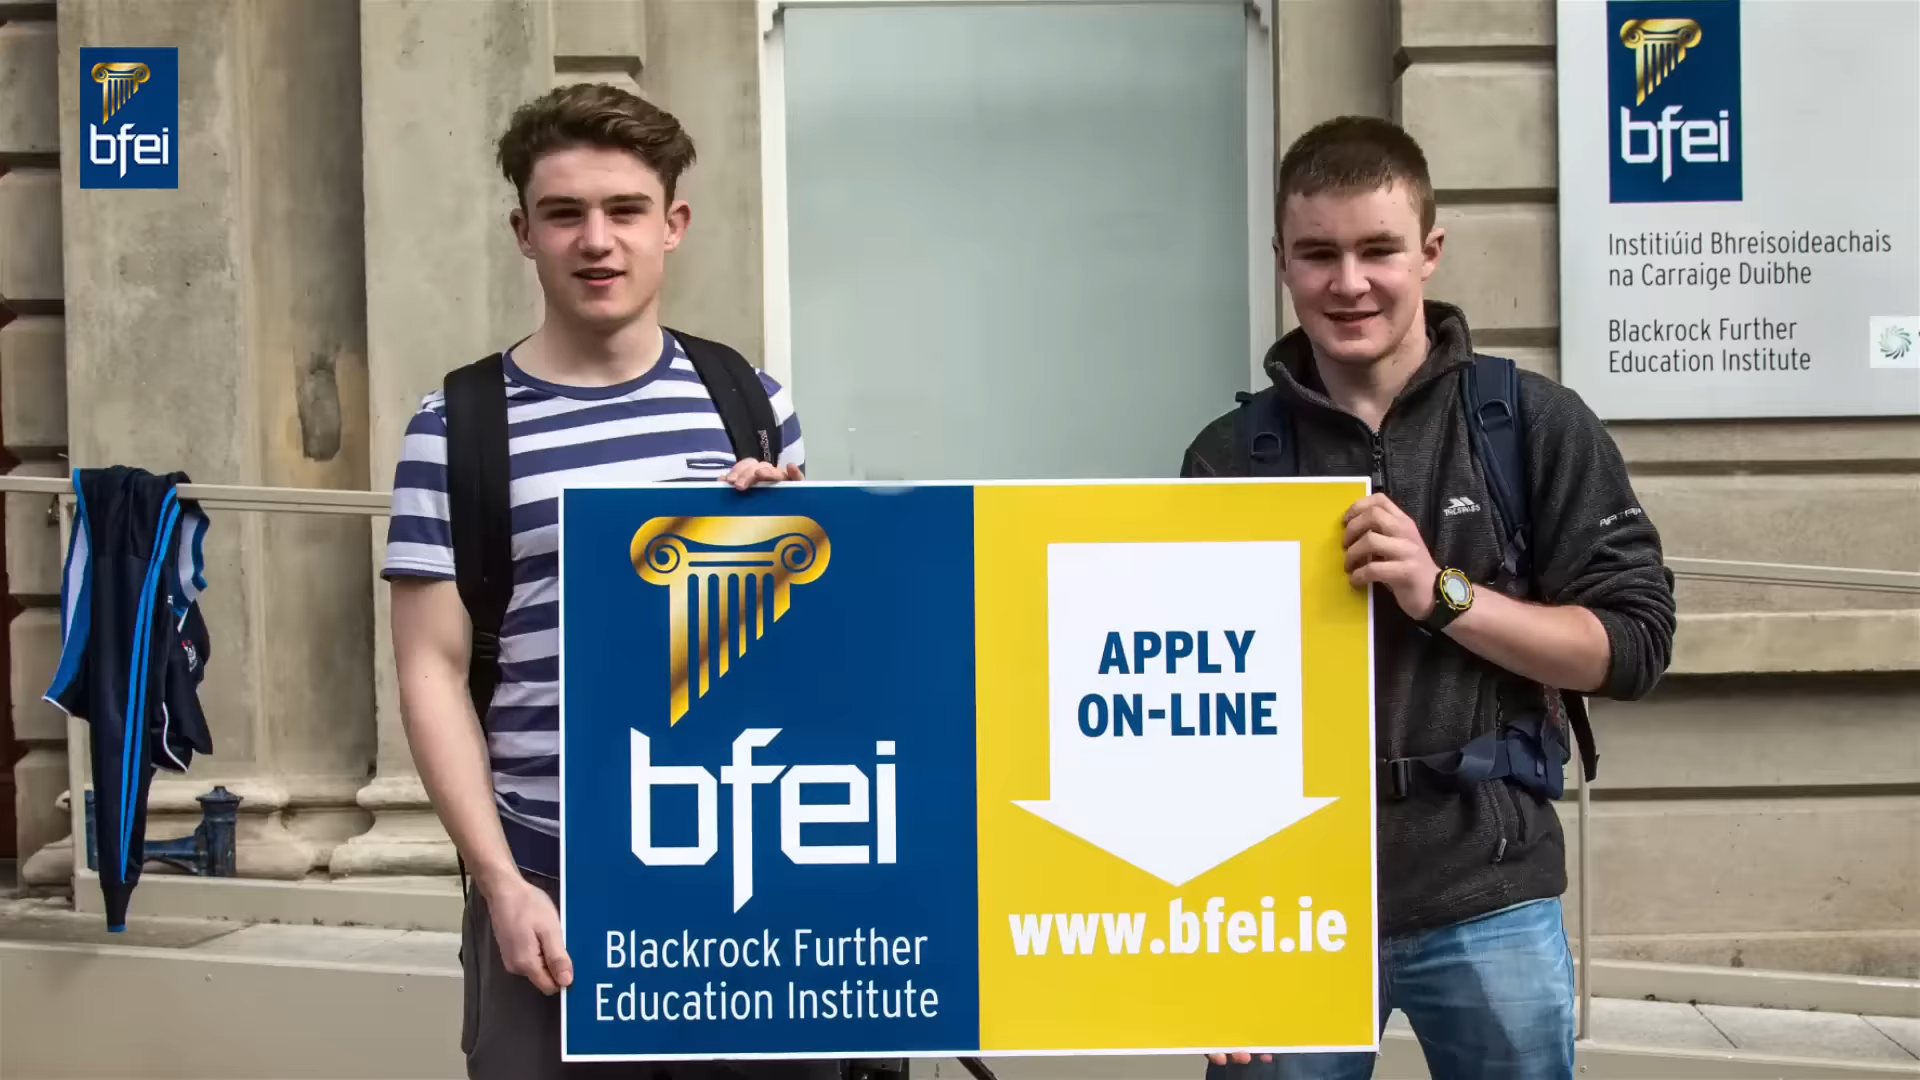 bfei
bfei
Institiúid Bhreisoideachais
na Carraige Duibhe
Blackrock Further
Education Institute
TRESPASS
bfei
Blackrock Further
Education Institute
APPLY
ON-LINE
www.bfei.ie